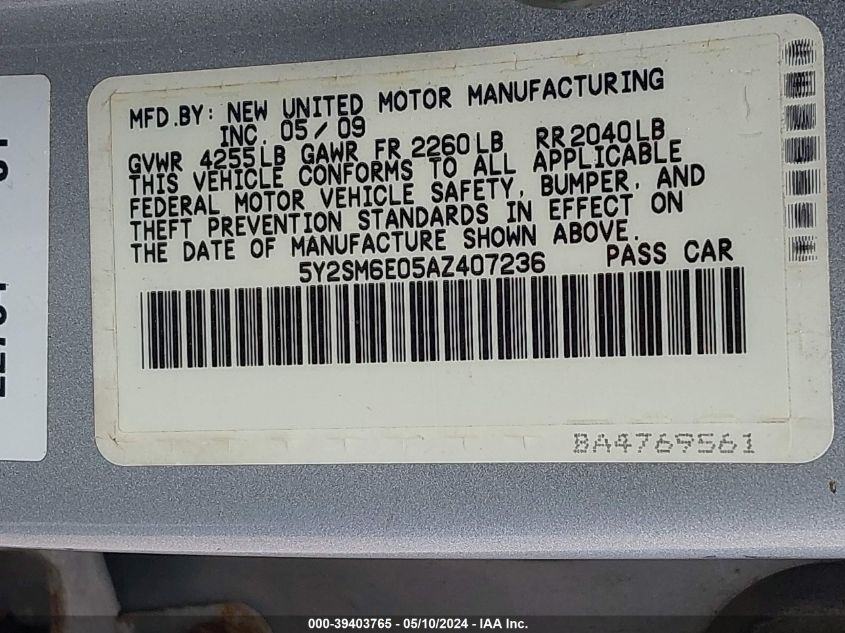 MFD.BY: NEW UNITED MOTOR MANUFACTURING
INC. 05/09
GVWR 4255LB GAWR FR 2260LB RR2040LB
THIS VEHICLE CONFORMS TO ALL APPLICABLE
FEDERAL MOTOR VEHICLE SAFETY, BUMPER, AND
THEFT PREVENTION STANDARDS IN EFFECT ON
THE DATE OF MANUFACTURE SHOWN ABOVE.
5Y2SM6E05AZ407236 PASS CAR
BA4769561
000-39403765 - 05/10/2024 - IAA Inc.